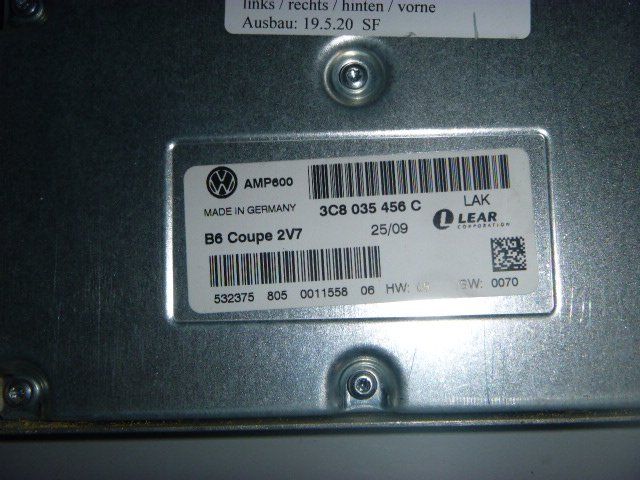 links / rechts / hinten / vorne
Ausbau: 19.5.20 SF
AMP600
MADE IN GERMANY 3C8 035 456 C LAK
B6 Coupe 2V7 25/09 LEAR
CORPORATION
532375 805 0011558 06 HW: SW: 0070